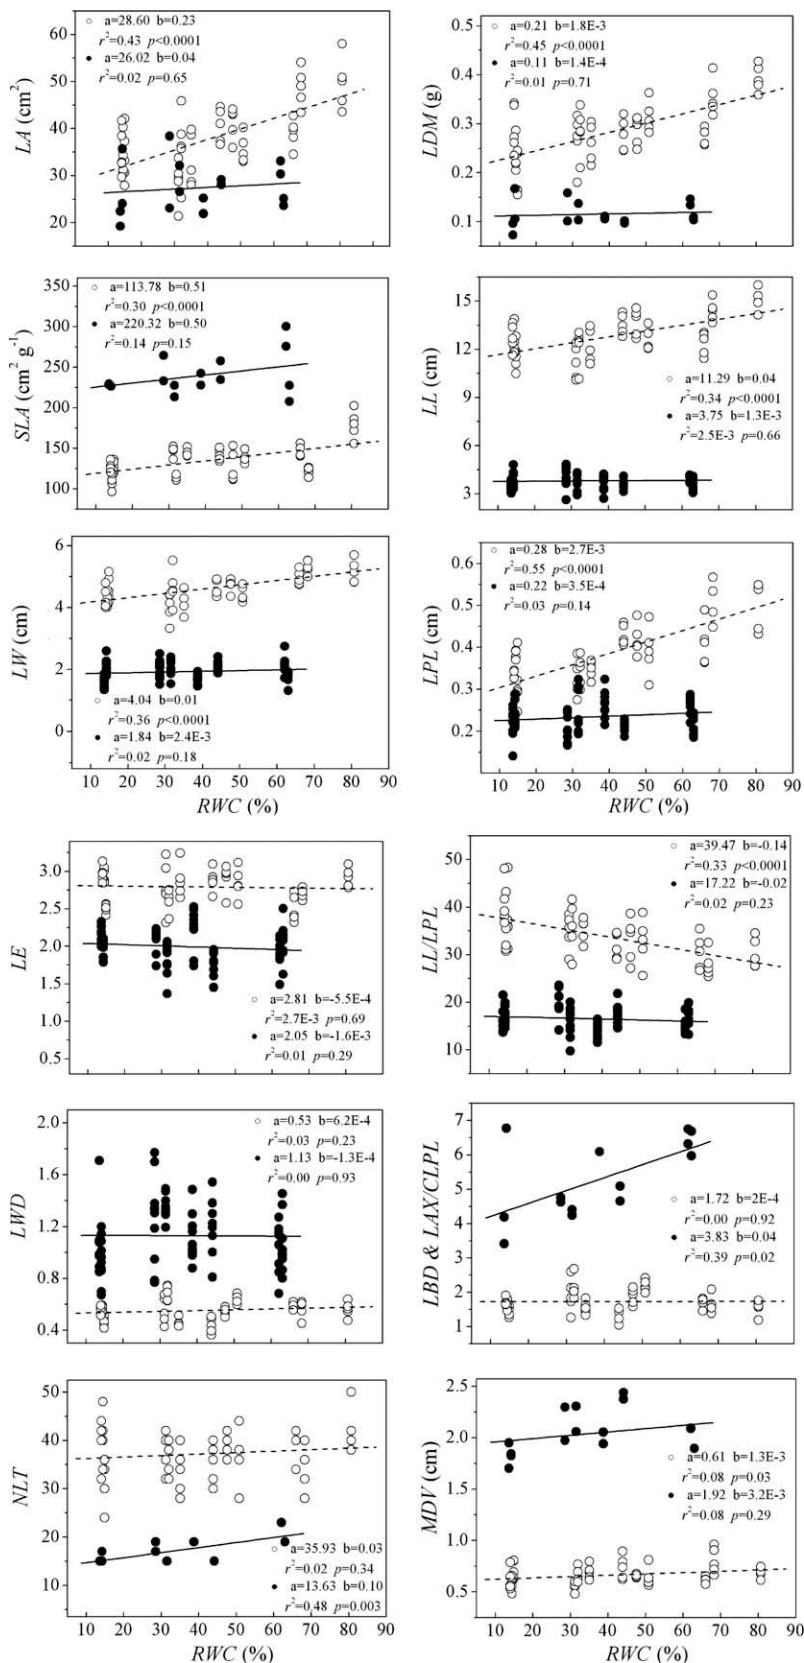 a=28.60 b=0.23
r²=0.43 p<0.0001
a=26.02 b=0.04
r²=0.02 p=0.65
60
50
40
30
20
LA (cm²)
a=0.21 b=1.8E-3
r²=0.45 p<0.0001
a=0.11 b=1.4E-4
r²=0.01 p=0.71
0.5
0.4
0.3
0.2
0.1
LDM (g)
a=113.78 b=0.51
r²=0.30 p<0.0001
a=220.32 b=0.50
r²=0.14 p=0.15
350
300
250
200
150
100
SLA (cm² g⁻¹)
15
12
9
6
3
LL (cm)
a=11.29 b=0.04
r²=0.34 p<0.0001
a=3.75 b=1.3E-3
r²=2.5E-3 p=0.66
6
4
2
0
LW (cm)
a=4.04 b=0.01
r²=0.36 p<0.0001
a=1.84 b=2.4E-3
r²=0.02 p=0.18
10 20 30 40 50 60 70 80 90
RWC (%)
a=0.28 b=2.7E-3
r²=0.55 p<0.0001
a=0.22 b=3.5E-4
r²=0.03 p=0.14
0.6
0.5
0.4
0.3
0.2
LPL (cm)
10 20 30 40 50 60 70 80 90
RWC (%)
3.0
2.5
2.0
1.5
1.0
0.5
LE
a=2.81 b=-5.5E-4
r²=2.7E-3 p=0.69
a=2.05 b=-1.6E-3
r²=0.01 p=0.29
a=39.47 b=-0.14
r²=0.33 p<0.0001
a=17.22 b=-0.02
r²=0.02 p=0.23
50
40
30
20
10
LL/LPL
a=0.53 b=6.2E-4
r²=0.03 p=0.23
a=1.13 b=-1.3E-4
r²=0.00 p=0.93
2.0
1.6
1.2
0.8
0.4
LWD
7
6
5
4
3
2
1
LBD & LAX/CLPL
a=1.72 b=2E-4
r²=0.00 p=0.92
a=3.83 b=0.04
r²=0.39 p=0.02
50
40
30
20
10
NLT
a=35.93 b=0.03
r²=0.02 p=0.34
a=13.63 b=0.10
r²=0.48 p=0.003
10 20 30 40 50 60 70 80 90
RWC (%)
2.5
2.0
1.5
1.0
0.5
MDV (cm)
a=0.61 b=1.3E-3
r²=0.08 p=0.03
a=1.92 b=3.2E-3
r²=0.08 p=0.29
10 20 30 40 50 60 70 80 90
RWC (%)